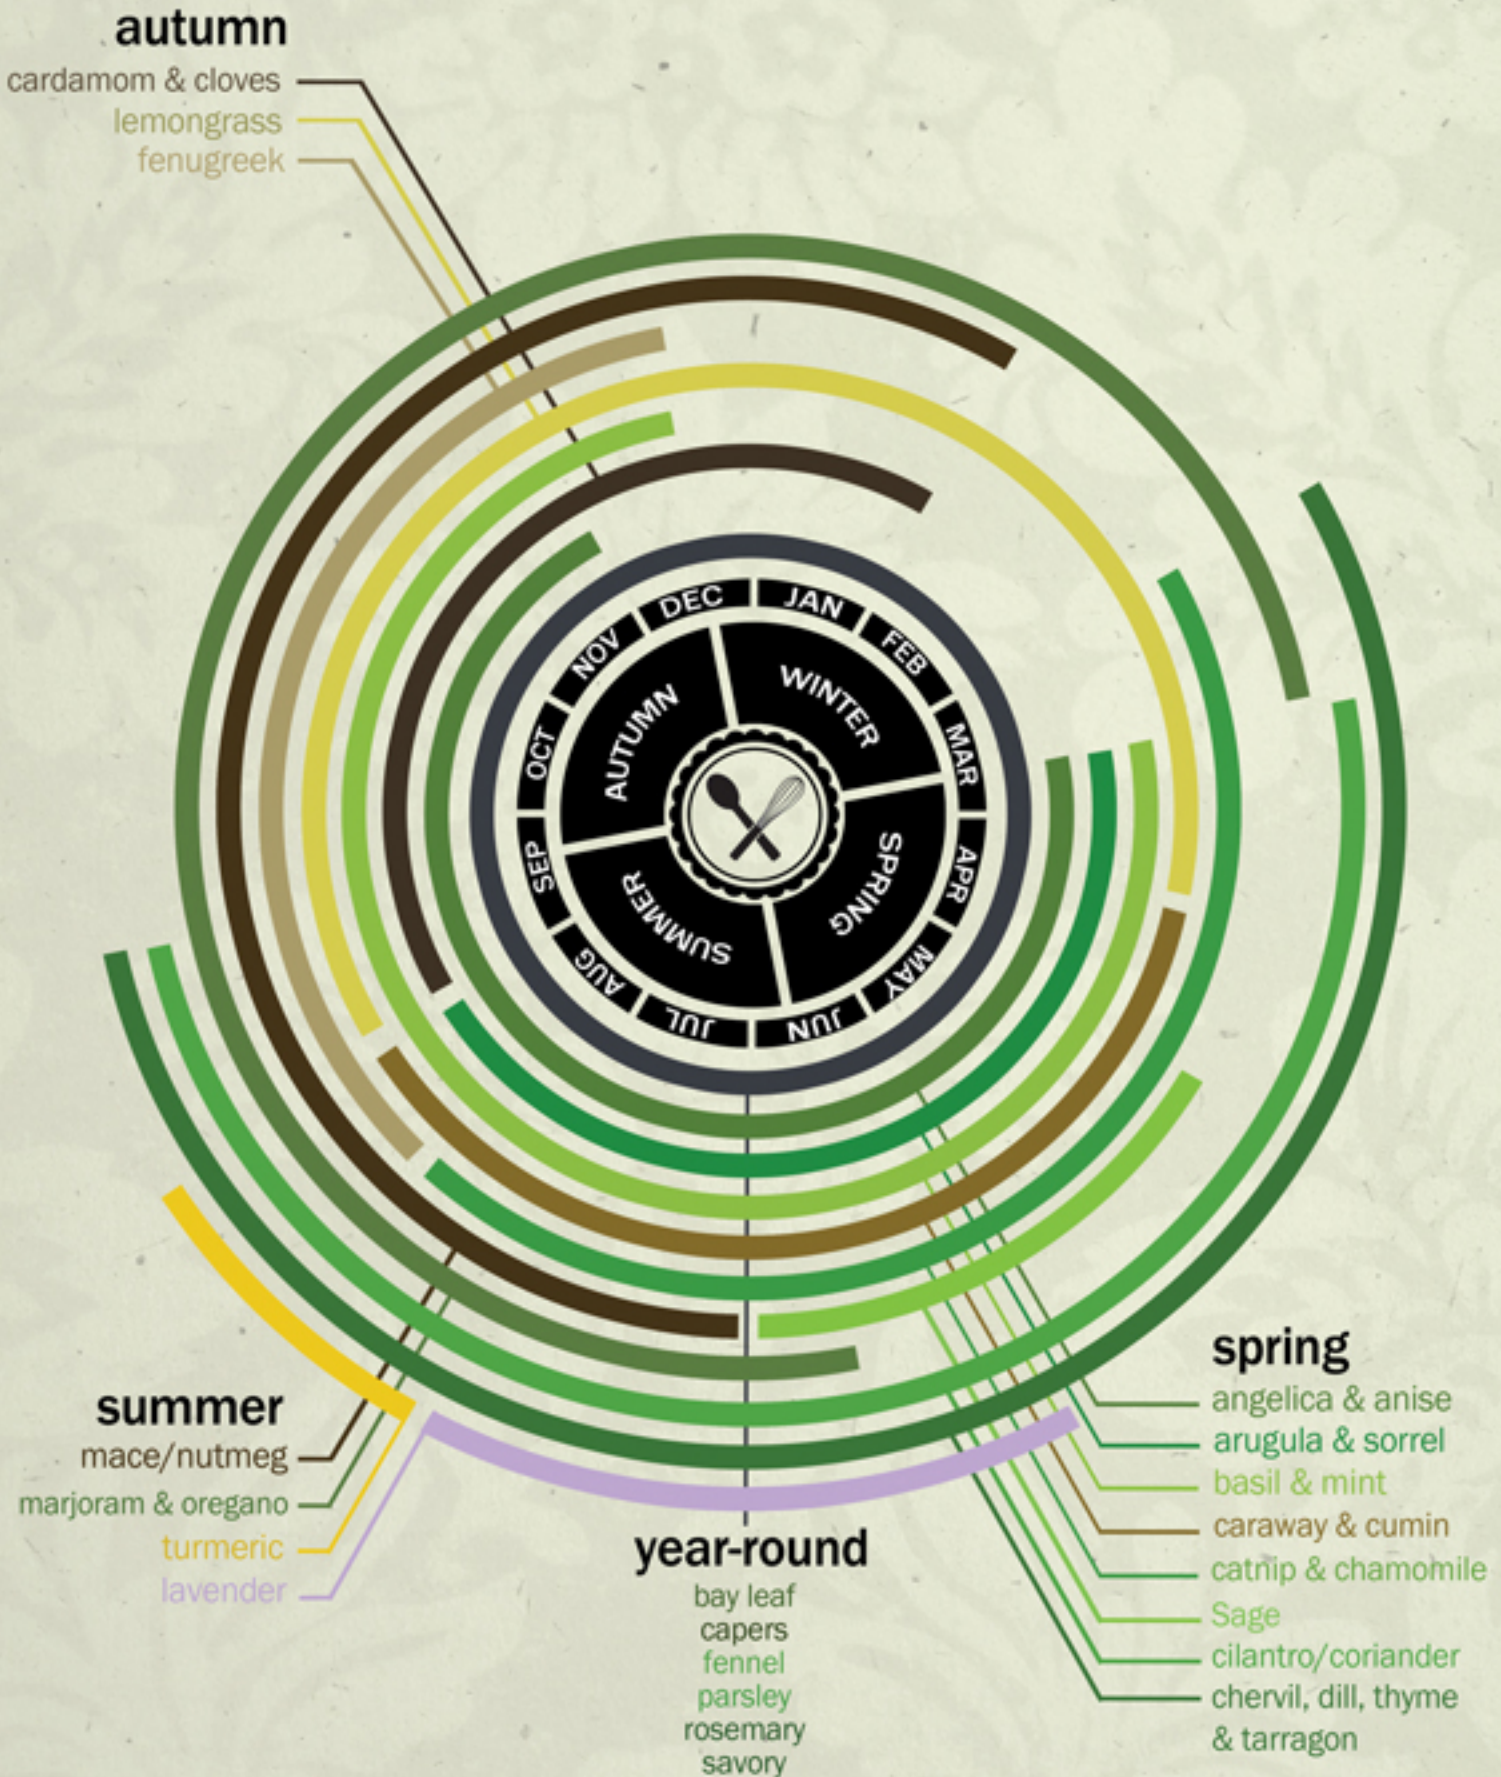 autumn
cardamom & cloves
lemongrass
fenugreek
DEC
JAN
NOV
FEB
OCT
MAR
SEP
APR
AUG
MAY
JUL
JUN
AUTUMN
WINTER
SUMMER
SPRING
summer
mace/nutmeg
marjoram & oregano
turmeric
lavender
year-round
bay leaf
capers
fennel
parsley
rosemary
savory
spring
angelica & anise
arugula & sorrel
basil & mint
caraway & cumin
catnip & chamomile
Sage
cilantro/coriander
chervil, dill, thyme
& tarragon